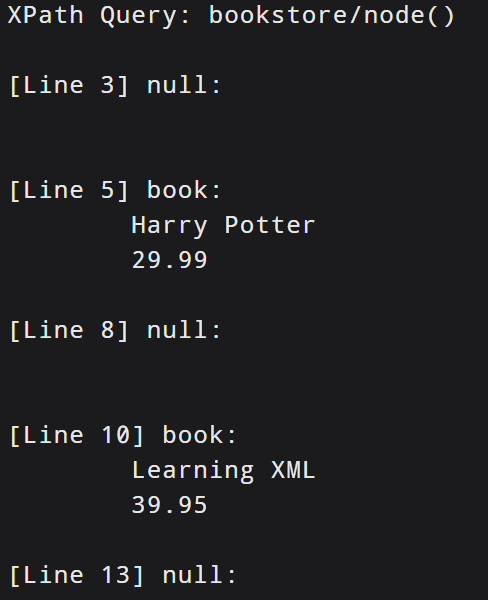 XPath Query: bookstore/node()
[Line 3] null:
[Line 5] book:
Harry Potter
29.99
[Line 8] null:
[Line 10] book:
Learning XML
39.95
[Line 13] null: